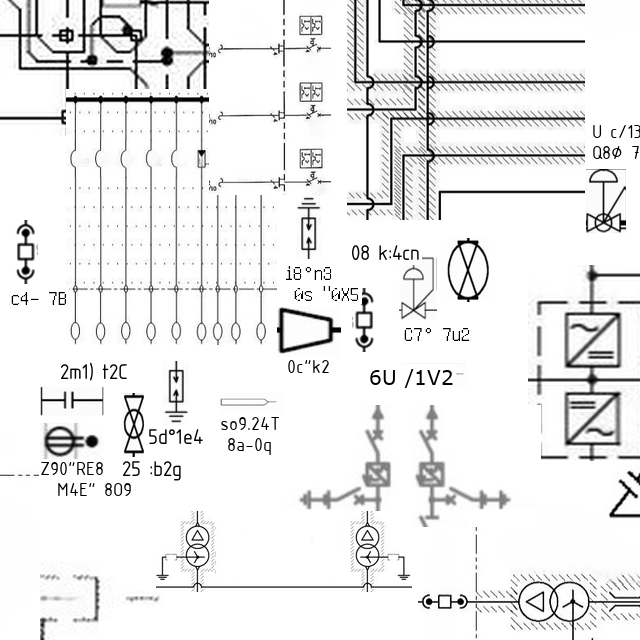 U c/13
Q8Ø 7
08 k:4cn
i8°n3
0s "0X5
c4- 7B
C7° 7u2
0c"k2
2m1) t2C
6U /1V2
so9.24T
8a-0q
5d°1e4
Z90"RE8
25 :b2g
M4E" 809